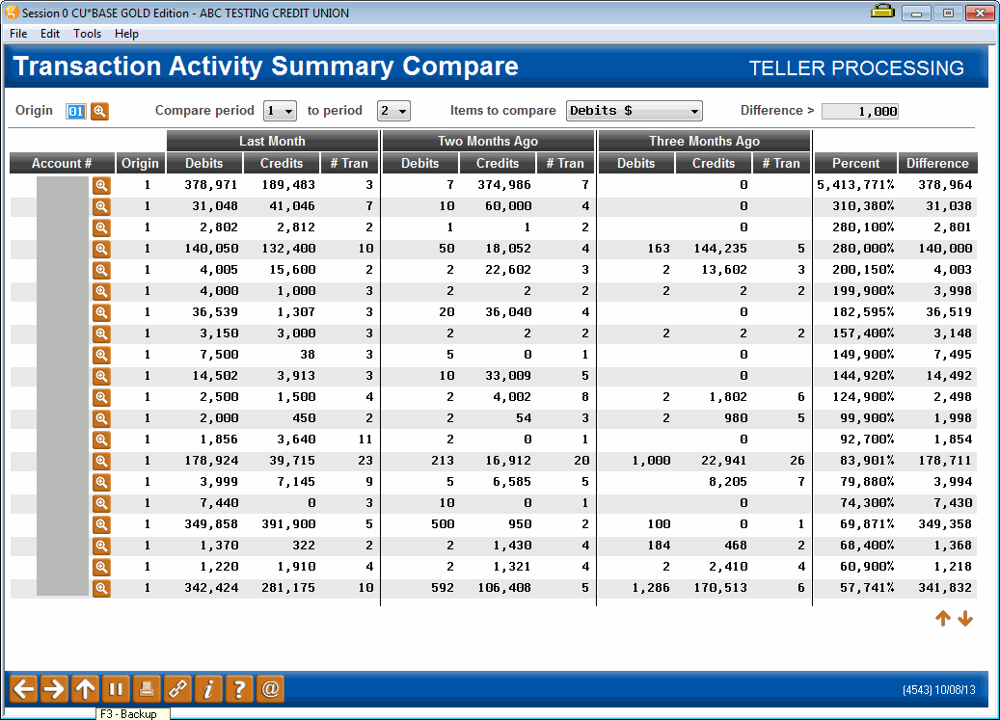 Session 0 CU*BASE GOLD Edition - ABC TESTING CREDIT UNION
File Edit Tools Help
Transaction Activity Summary Compare TELLER PROCESSING
Origin 01 Compare period 1 to period 2 Items to compare Debits $ Difference > 1,000
Last Month Two Months Ago Three Months Ago
Account # Origin Debits Credits # Tran Debits Credits # Tran Debits Credits # Tran Percent Difference
1 378,971 189,483 3 7 374,986 7 0 5,413,771% 378,964
1 31,048 41,046 7 10 60,000 4 0 310,380% 31,038
1 2,802 2,812 2 1 1 2 0 280,100% 2,801
1 140,050 132,400 10 50 18,052 4 163 144,235 5 280,000% 140,000
1 4,005 15,600 2 2 22,602 3 2 13,602 3 200,150% 4,003
1 4,000 1,000 3 2 2 2 2 2 2 199,900% 3,998
1 36,539 1,307 3 20 36,040 4 0 182,595% 36,519
1 3,150 3,000 3 2 2 2 2 2 2 157,400% 3,148
1 7,500 38 3 5 0 1 0 149,900% 7,495
1 14,502 3,913 3 10 33,009 5 0 144,920% 14,492
1 2,500 1,500 4 2 4,002 8 2 1,802 6 124,900% 2,498
1 2,000 450 2 2 54 3 2 980 5 99,900% 1,998
1 1,856 3,640 11 2 0 1 0 92,700% 1,854
1 178,924 39,715 23 213 16,912 20 1,000 22,941 26 83,901% 178,711
1 3,999 7,145 9 5 6,585 5 8,205 7 79,880% 3,994
1 7,440 0 3 10 0 1 0 74,300% 7,430
1 349,858 391,900 5 500 950 2 100 0 1 69,871% 349,358
1 1,370 322 2 2 1,430 4 184 468 2 68,400% 1,368
1 1,220 1,910 4 2 1,321 4 2 2,410 4 60,900% 1,218
1 342,424 281,175 10 592 106,408 5 1,286 170,513 6 57,741% 341,832
(4543) 10/08/13
F3 - Backup